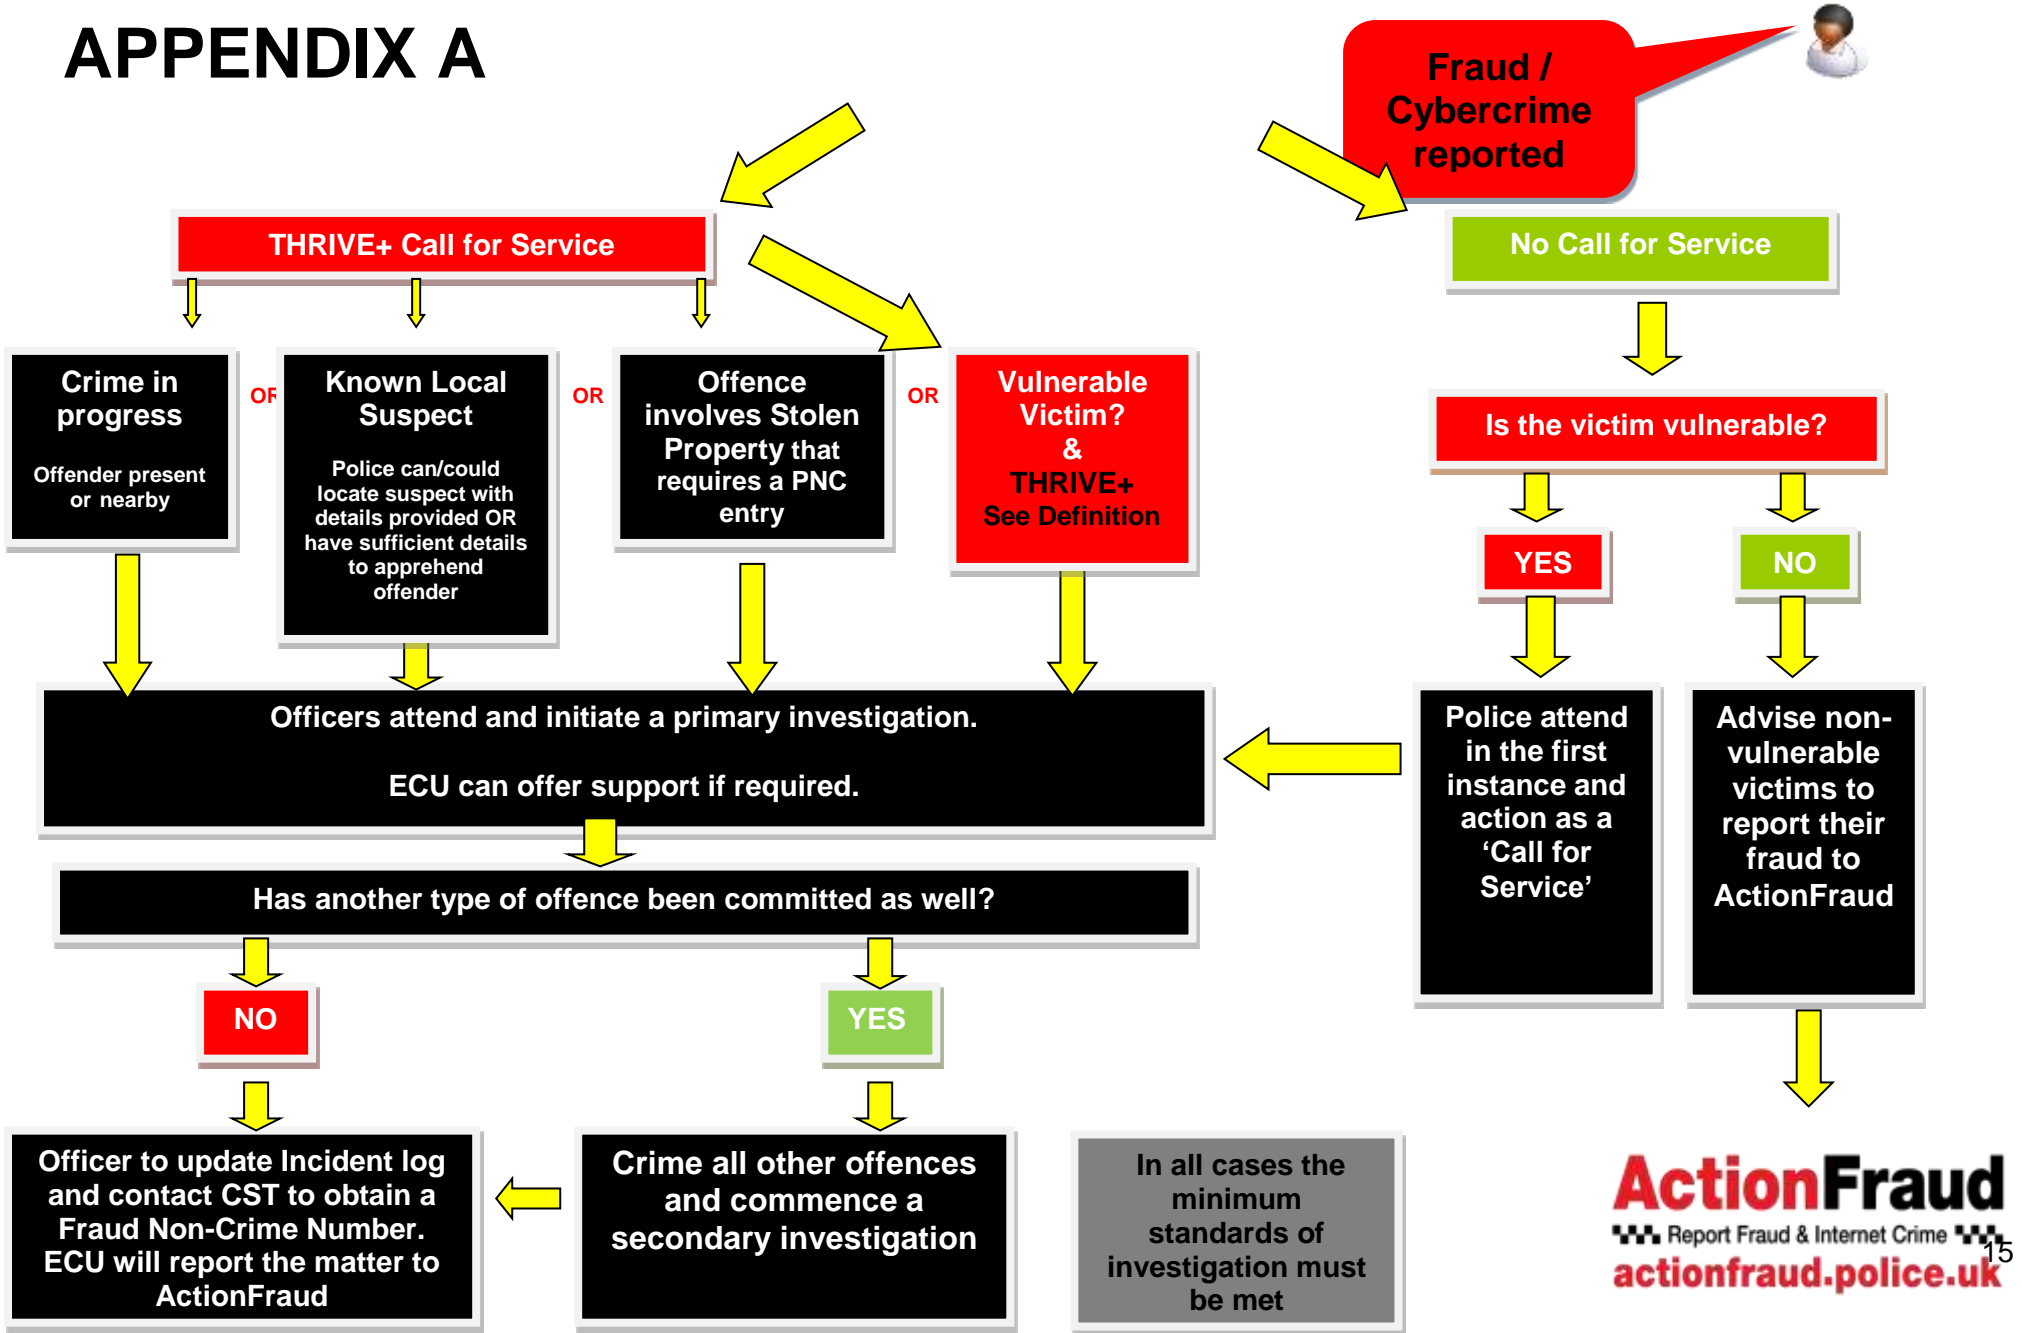 APPENDIX A
Fraud /
Cybercrime
reported
THRIVE+ Call for Service
No Call for Service
Crime in
progress
Offender present
or nearby
OR
Known Local
Suspect
Police can/could
locate suspect with
details provided OR
have sufficient details
to apprehend
offender
OR
Offence
involves Stolen
Property that
requires a PNC
entry
OR
Vulnerable
Victim?
&
THRIVE+
See Definition
Is the victim vulnerable?
YES
NO
Officers attend and initiate a primary investigation.
ECU can offer support if required.
Police attend
in the first
instance and
action as a
‘Call for
Service’
Advise non-
vulnerable
victims to
report their
fraud to
ActionFraud
Has another type of offence been committed as well?
NO
YES
Officer to update Incident log
and contact CST to obtain a
Fraud Non-Crime Number.
ECU will report the matter to
ActionFraud
Crime all other offences
and commence a
secondary investigation
In all cases the
minimum
standards of
investigation must
be met
ActionFraud
Report Fraud & Internet Crime
actionfraud.police.uk
15